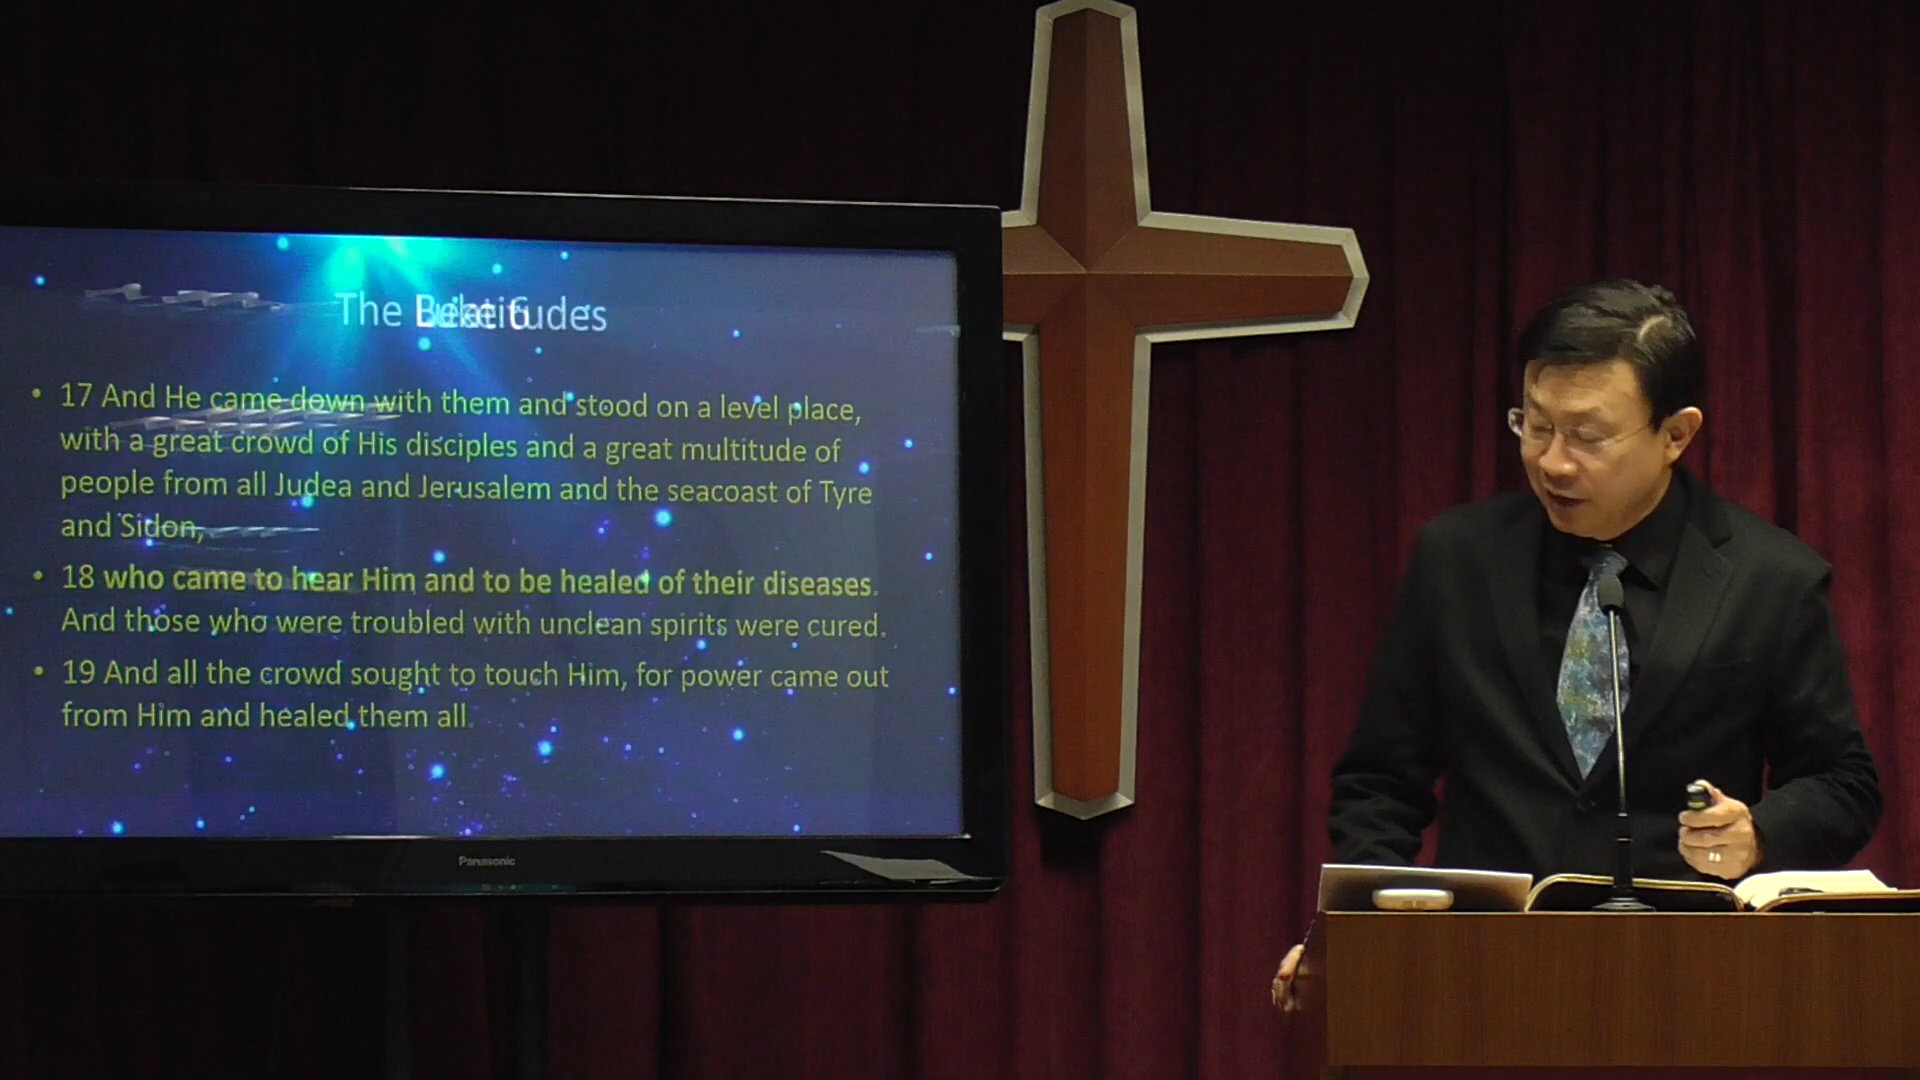 The Beatitudes
Luke 6
• 17 And He came down with them and stood on a level place,
with a great crowd of His disciples and a great multitude of
people from all Judea and Jerusalem and the seacoast of Tyre
and Sidon,
• 18 who came to hear Him and to be healed of their diseases.
And those who were troubled with unclean spirits were cured.
• 19 And all the crowd sought to touch Him, for power came out
from Him and healed them all.
Panasonic